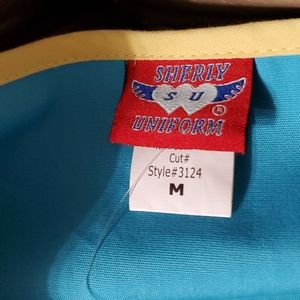 SHERLY
S U
®
UNIFORM
Cut#
Style#3124
M